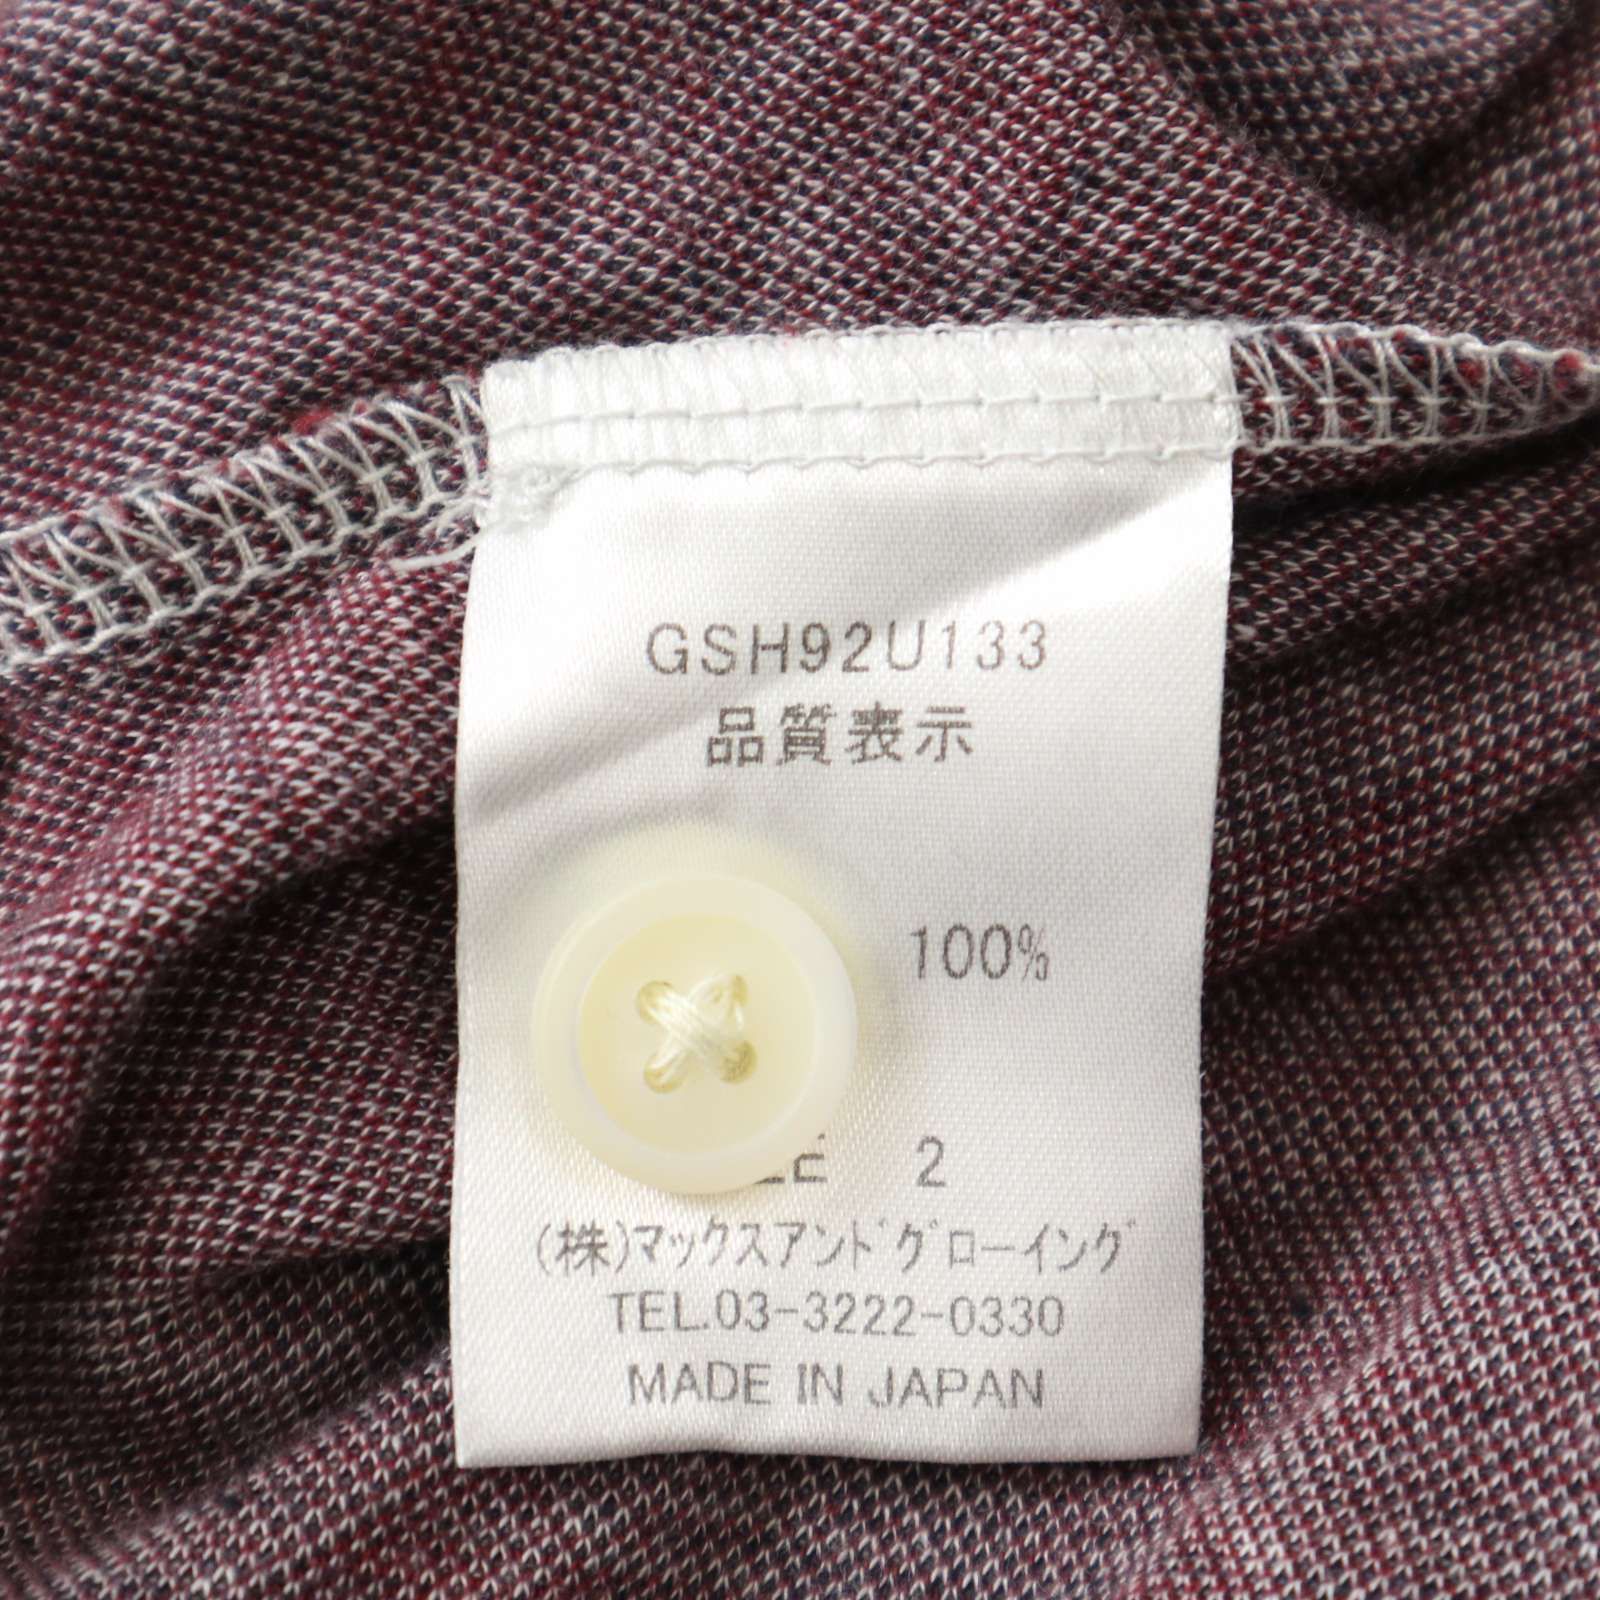 GSH92U133
品質表示
100%
2
(株)マックスアンドグローイング
TEL.03-3222-0330
MADE IN JAPAN